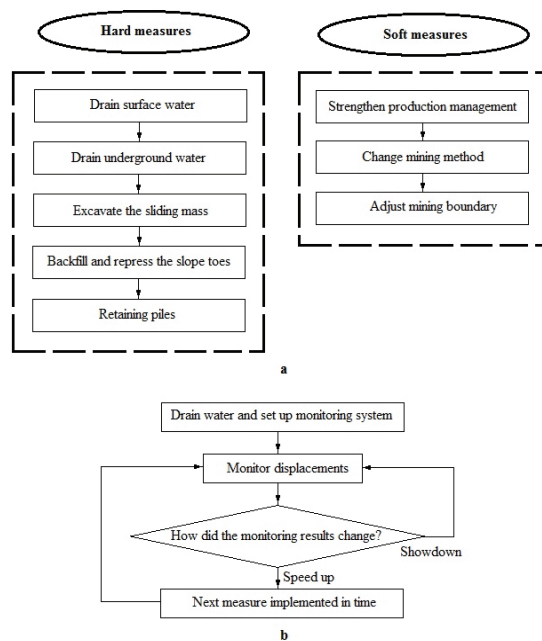 Hard measures
Drain surface water
Drain underground water
Excavate the sliding mass
Backfill and repress the slope toes
Retaining piles
Soft measures
Strengthen production management
Change mining method
Adjust mining boundary
a
Drain water and set up monitoring system
Monitor displacements
How did the monitoring results change?
Showdown
Speed up
Next measure implemented in time
b